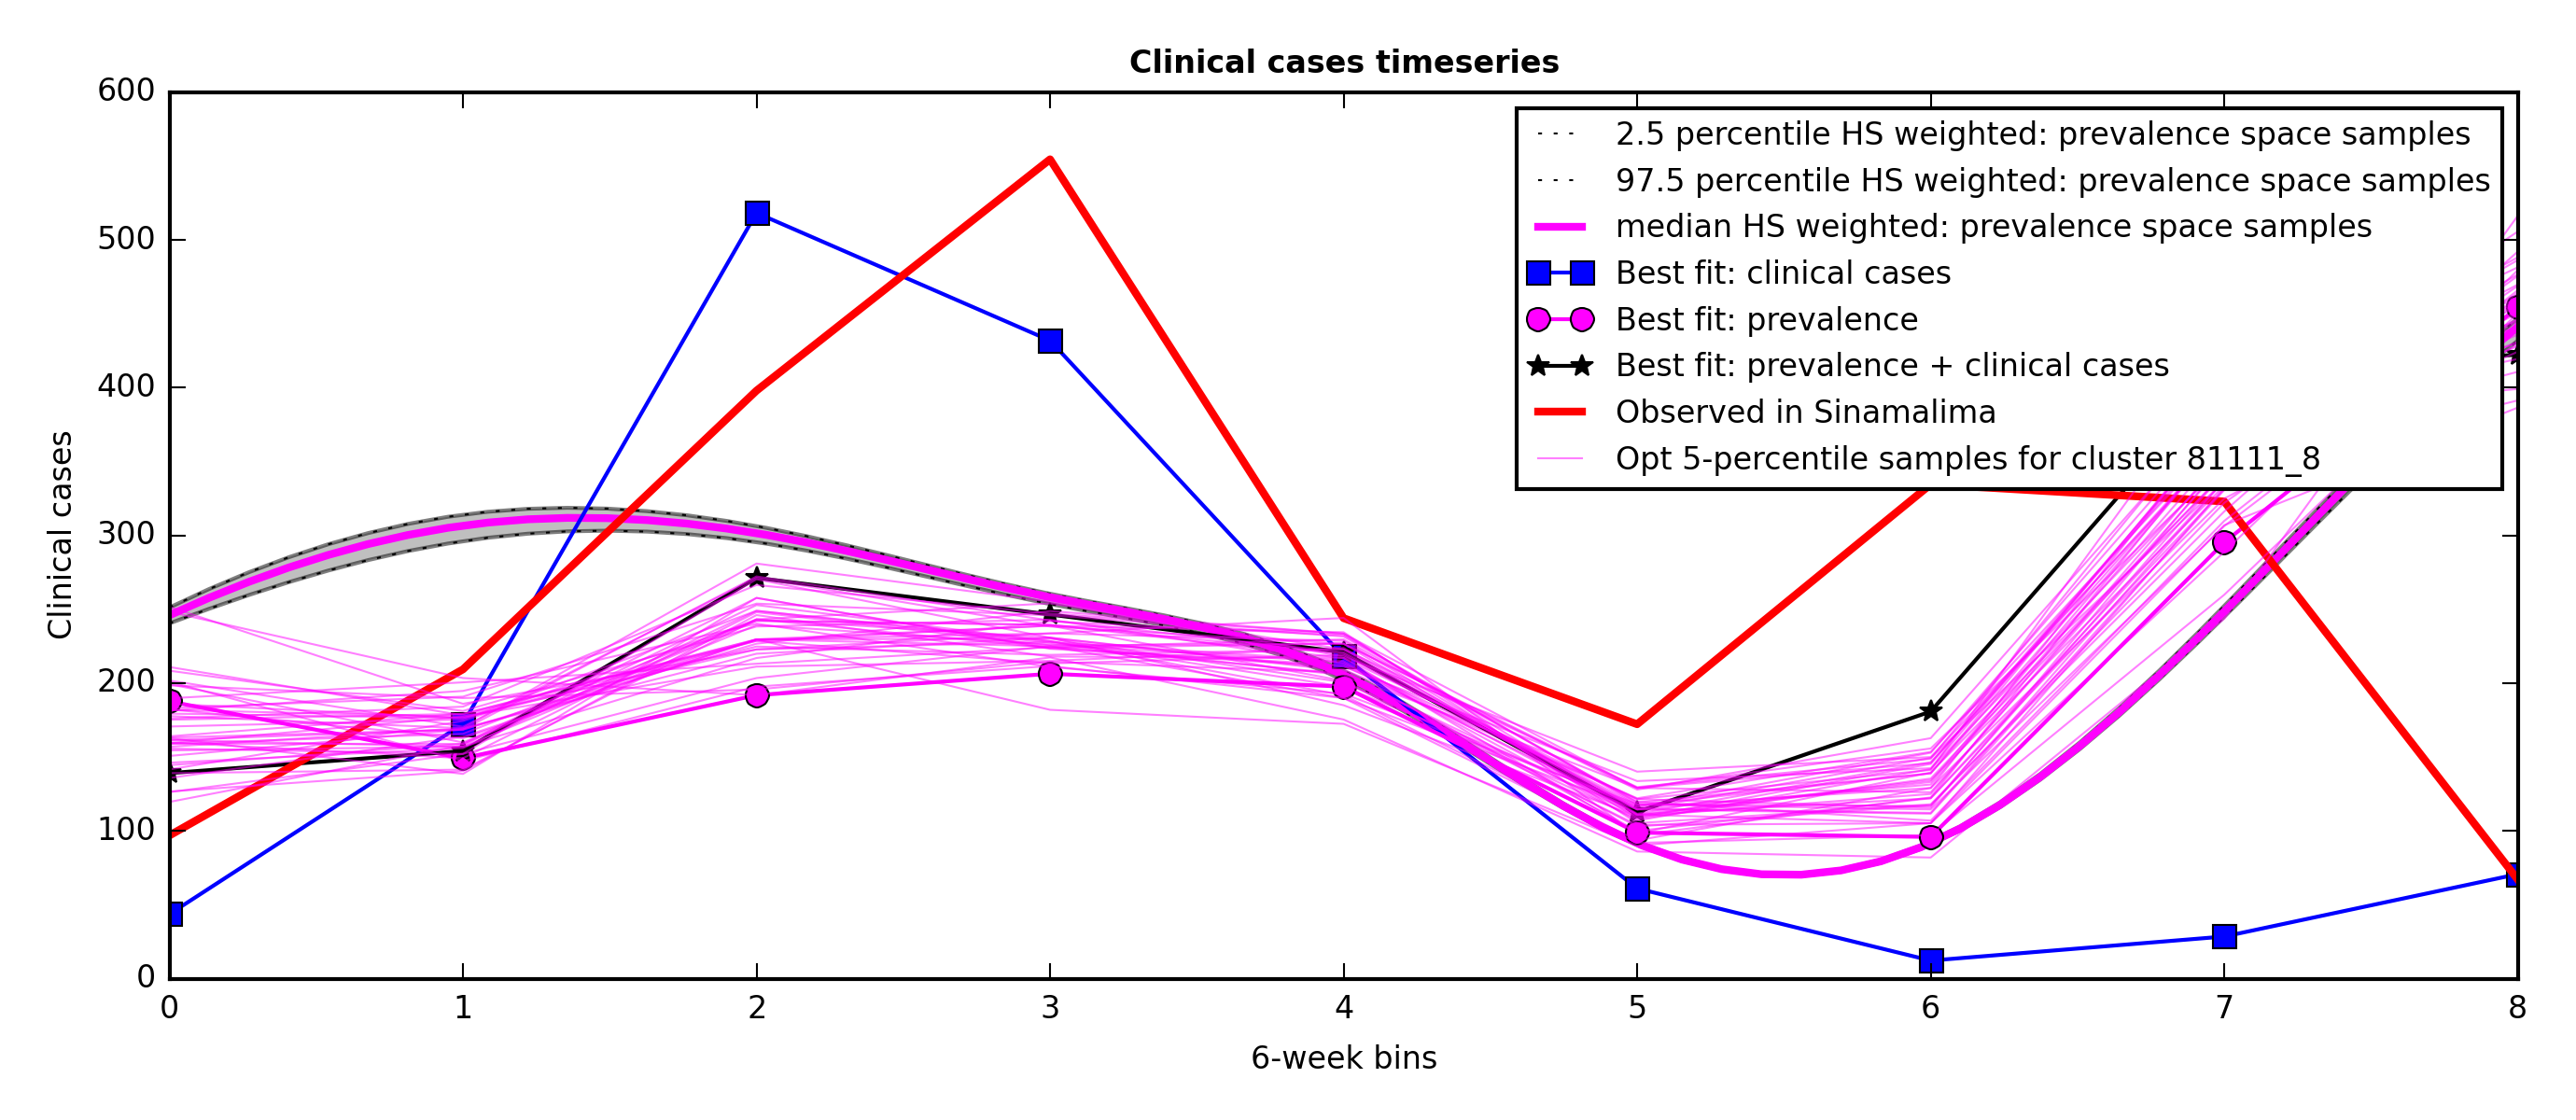 Clinical cases timeseries
600
500
400
300
200
100
0
Clinical cases
2.5 percentile HS weighted: prevalence space samples
97.5 percentile HS weighted: prevalence space samples
median HS weighted: prevalence space samples
Best fit: clinical cases
Best fit: prevalence
Best fit: prevalence + clinical cases
Observed in Sinamalima
Opt 5-percentile samples for cluster 81111_8
0 1 2 3 4 5 6 7 8
6-week bins